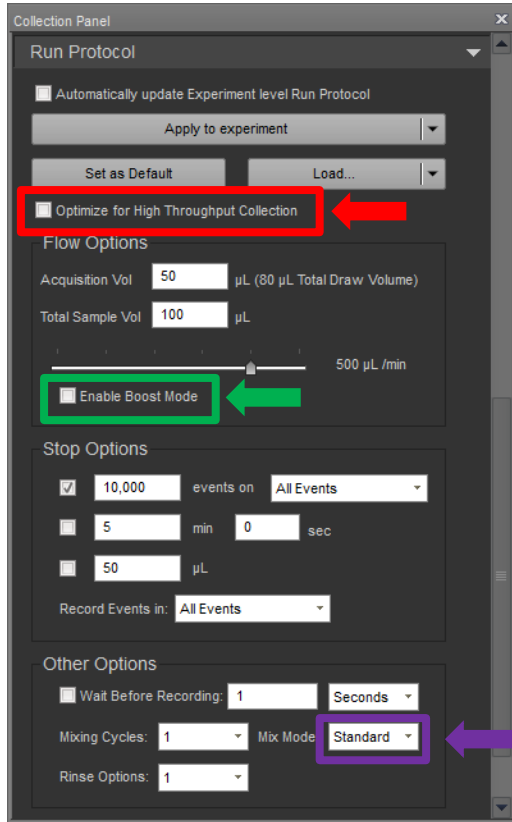 Collection Panel
Run Protocol
Automatically update Experiment level Run Protocol
Apply to experiment
Set as Default Load...
Optimize for High Throughput Collection
Flow Options
Acquisition Vol 50 µL (80 µL Total Draw Volume)
Total Sample Vol 100 µL
500 µL /min
Enable Boost Mode
Stop Options
10,000 events on All Events
5 min 0 sec
50 µL
Record Events in: All Events
Other Options
Wait Before Recording: 1 Seconds
Mixing Cycles: 1 Mix Mode Standard
Rinse Options: 1